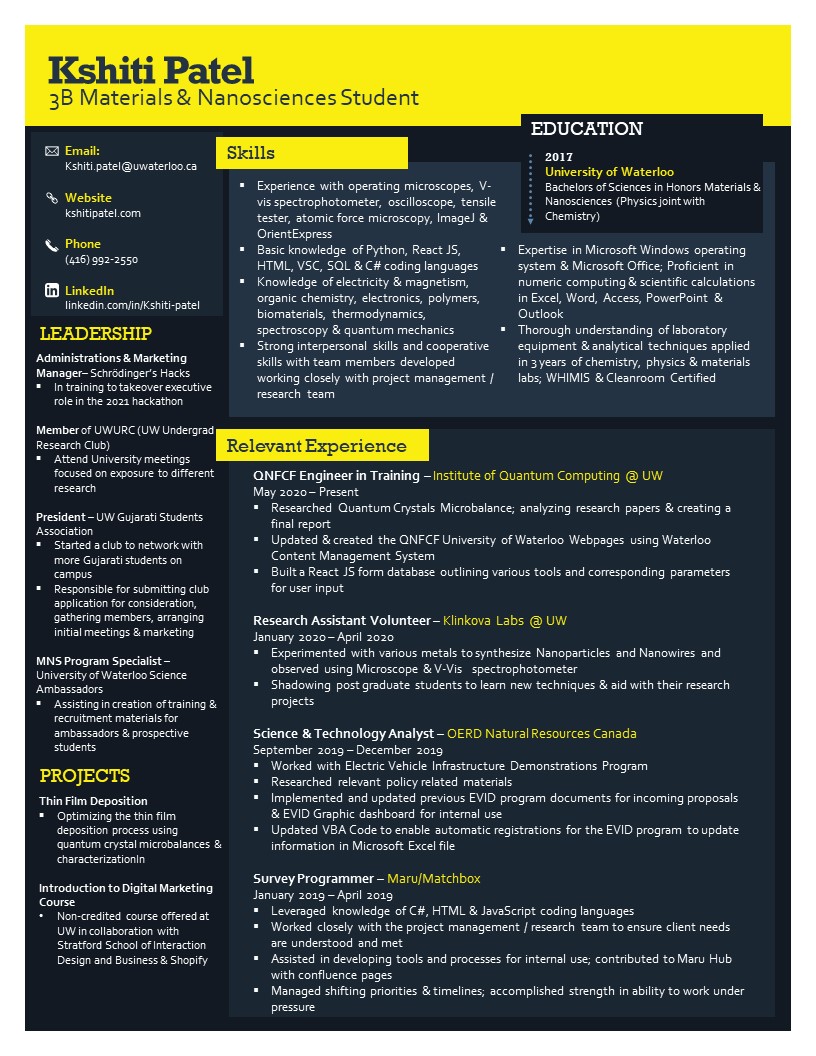 Kshiti Patel
3B Materials & Nanosciences Student
Email:
Kshiti.patel@uwaterloo.ca
Website
kshitipatel.com
Phone
(416) 992-2550
LinkedIn
linkedin.com/in/Kshiti-patel
LEADERSHIP
Administrations & Marketing
Manager– Schrödinger's Hacks
▪ In training to takeover executive
role in the 2021 hackathon
Member of UWURC (UW Undergrad
Research Club)
▪ Attend University meetings
focused on exposure to different
research
President – UW Gujarati Students
Association
▪ Started a club to network with
more Gujarati students on
campus
▪ Responsible for submitting club
application for consideration,
gathering members, arranging
initial meetings & marketing
MNS Program Specialist –
University of Waterloo Science
Ambassadors
▪ Assisting in creation of training &
recruitment materials for
ambassadors & prospective
students
PROJECTS
Thin Film Deposition
▪ Optimizing the thin film
deposition process using
quantum crystal microbalances &
characterizationIn
Introduction to Digital Marketing
Course
• Non-credited course offered at
UW in collaboration with
Stratford School of Interaction
Design and Business & Shopify
Skills
▪ Experience with operating microscopes, V-
vis spectrophotometer, oscilloscope, tensile
tester, atomic force microscopy, ImageJ &
OrientExpress
▪ Basic knowledge of Python, React JS,
HTML, VSC, SQL & C# coding languages
▪ Knowledge of electricity & magnetism,
organic chemistry, electronics, polymers,
biomaterials, thermodynamics,
spectroscopy & quantum mechanics
▪ Strong interpersonal skills and cooperative
skills with team members developed
working closely with project management /
research team
EDUCATION
2017
University of Waterloo
Bachelors of Sciences in Honors Materials &
Nanosciences (Physics joint with
Chemistry)
▪ Expertise in Microsoft Windows operating
system & Microsoft Office; Proficient in
numeric computing & scientific calculations
in Excel, Word, Access, PowerPoint &
Outlook
▪ Thorough understanding of laboratory
equipment & analytical techniques applied
in 3 years of chemistry, physics & materials
labs; WHIMIS & Cleanroom Certified
Relevant Experience
QNFCF Engineer in Training – Institute of Quantum Computing @ UW
May 2020 – Present
▪ Researched Quantum Crystals Microbalance; analyzing research papers & creating a
final report
▪ Updated & created the QNFCF University of Waterloo Webpages using Waterloo
Content Management System
▪ Built a React JS form database outlining various tools and corresponding parameters
for user input
Research Assistant Volunteer – Klinkova Labs @ UW
January 2020 – April 2020
▪ Experimented with various metals to synthesize Nanoparticles and Nanowires and
observed using Microscope & V-Vis spectrophotometer
▪ Shadowing post graduate students to learn new techniques & aid with their research
projects
Science & Technology Analyst – OERD Natural Resources Canada
September 2019 – December 2019
▪ Worked with Electric Vehicle Infrastructure Demonstrations Program
▪ Researched relevant policy related materials
▪ Implemented and updated previous EVID program documents for incoming proposals
& EVID Graphic dashboard for internal use
▪ Updated VBA Code to enable automatic registrations for the EVID program to update
information in Microsoft Excel file
Survey Programmer – Maru/Matchbox
January 2019 – April 2019
▪ Leveraged knowledge of C#, HTML & JavaScript coding languages
▪ Worked closely with the project management / research team to ensure client needs
are understood and met
▪ Assisted in developing tools and processes for internal use; contributed to Maru Hub
with confluence pages
▪ Managed shifting priorities & timelines; accomplished strength in ability to work under
pressure